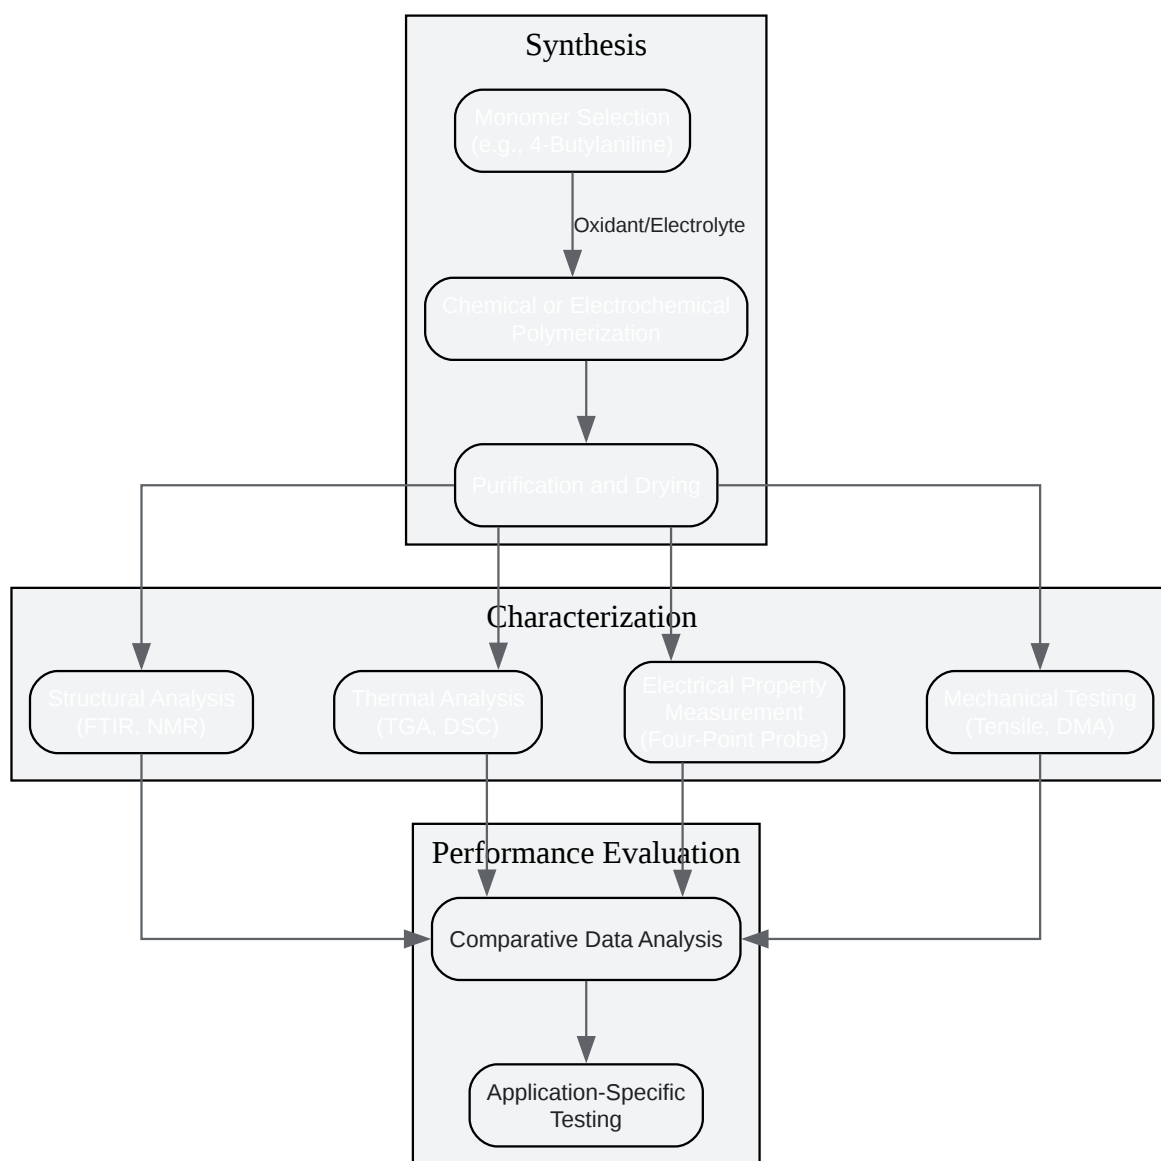 Synthesis
Monomer Selection
(e.g., 4-Butylaniline)
Oxidant/Electrolyte
Chemical or Electrochemical
Polymerization
Purification and Drying
Characterization
Structural Analysis
(FTIR, NMR)
Thermal Analysis
(TGA, DSC)
Electrical Property
Measurement
(Four-Point Probe)
Mechanical Testing
(Tensile, DMA)
Performance Evaluation
Comparative Data Analysis
Application-Specific
Testing